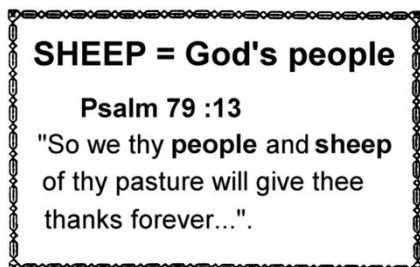 SHEEP = God's people
Psalm 79 :13
"So we thy people and sheep
of thy pasture will give thee
thanks forever...".